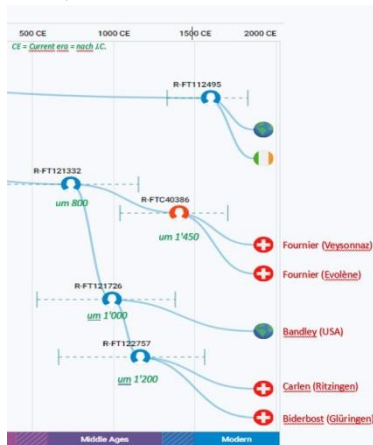 500 CE 1000 CE 1500 CE 2000 CE
CE = Current era = nach J.C.
R-FT112495
R-FT121332
um 800
R-FTC40386
um 1'450
Fournier (Veysonnaz)
Fournier (Evolène)
R-FT121726
um 1'000
Bandley (USA)
R-FT122757
um 1'200
Carlen (Ritzingen)
Biderbost (Glüringen)
Middle Ages Modern